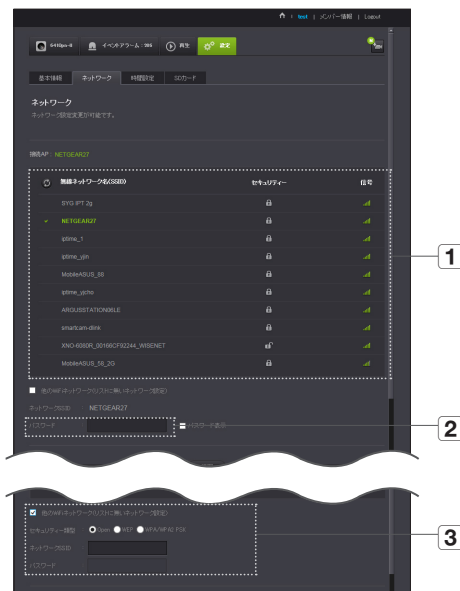 test | メンバー情報 | Logout
イベントアラーム : 再生 設定
基本情報 ネットワーク 時間設定 SDカード
ネットワーク
ネットワーク設定変更が可能です。
接続AP : NETGEAR27
無線ネットワーク名(SSID) セキュリティー 信号
SYG IPT 2g
NETGEAR27
iptime_1
iptime_yjin
MobileASUS_60
iptime_yjcho
ARGUSSTATION06LE
smartcam-dlink
XNO-6080R_00166CF92244_WISENET
MobileASUS_56_2G
1
他のWiFiネットワーク(リストに無いネットワーク設定)
ネットワークSSID NETGEAR27
パスワード パスワード表示
2
他のWiFiネットワーク(リストに無いネットワーク設定)
セキュリティー類型 Open WEP WPA/WPA2 PSK
3
ネットワークSSID
パスワード